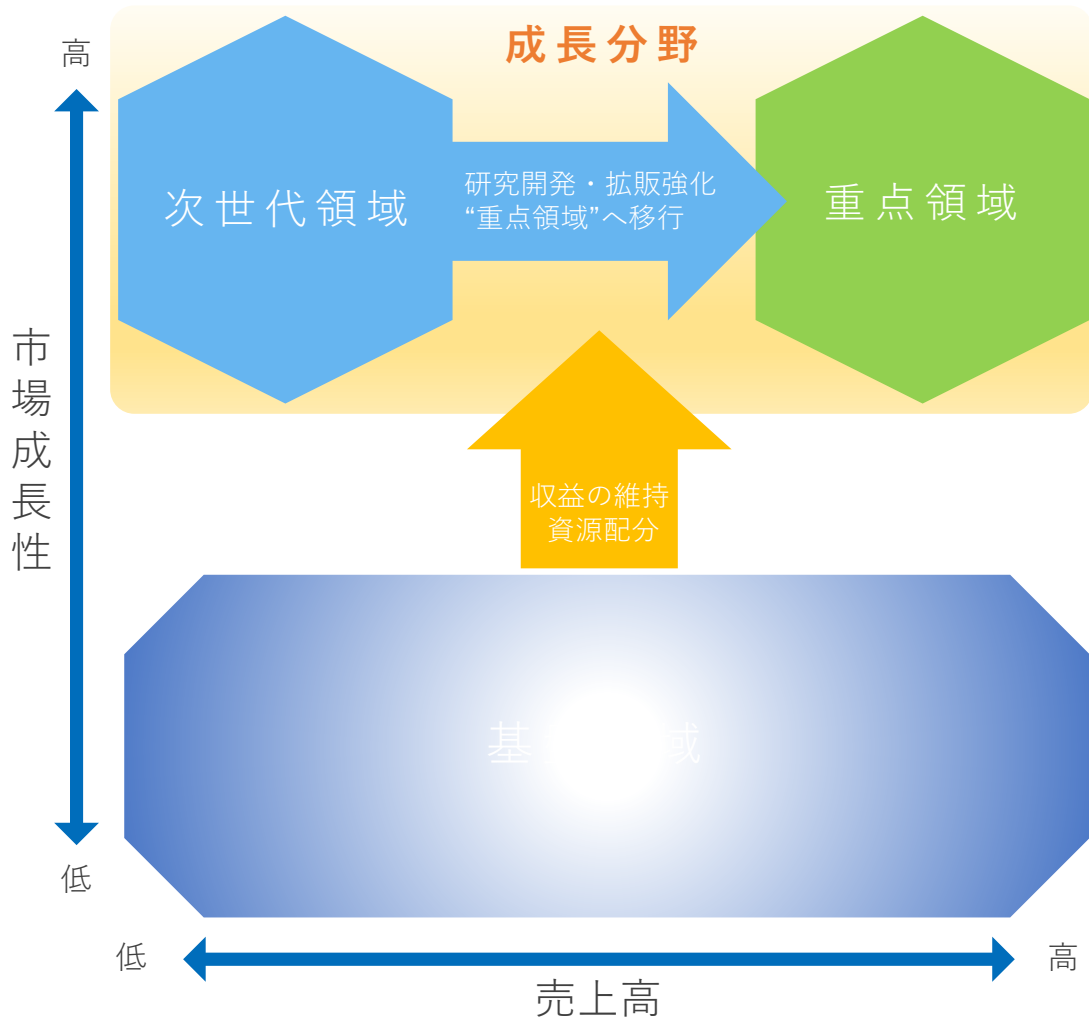 成長分野
高
次世代領域
研究開発・拡販強化
“重点領域”へ移行
重点領域
市場成長性
収益の維持
資源配分
低
低
高
売上高